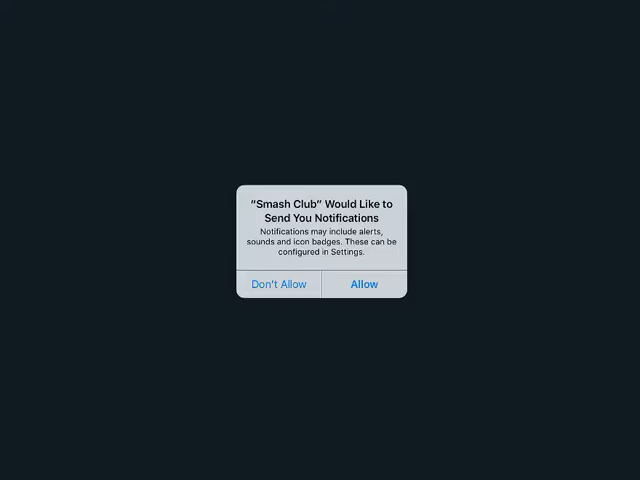 “Smash Club” Would Like to
Send You Notifications
Notifications may include alerts,
sounds and icon badges. These can be
configured in Settings.
Don’t Allow
Allow